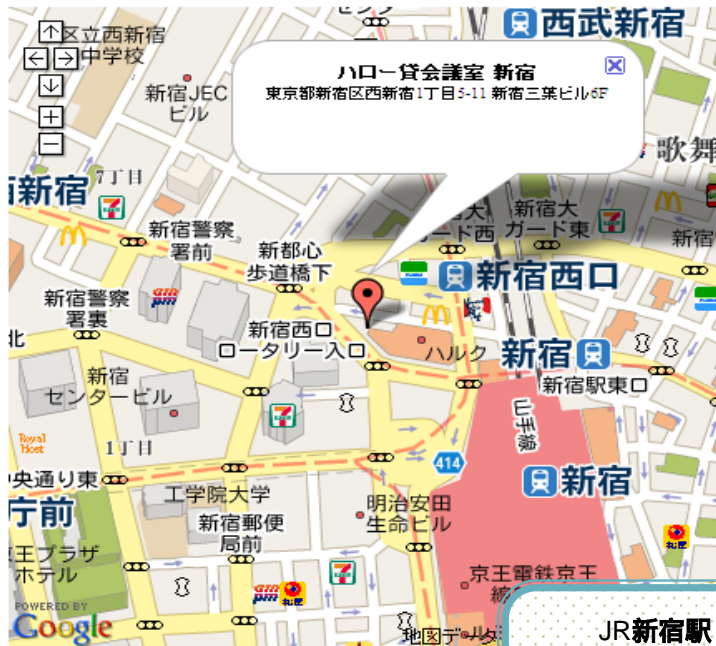 セン
西武新宿
区立西新宿
中学校
新宿JEC
ビル
ハロー貸会議室 新宿
東京都新宿区西新宿1丁目5-11 新宿三葉ビル6F
歌舞
7丁目
新宿
新宿警察
署前
新都心
歩道橋下
大
ード西
新宿大
ガード東
新宿
新宿西口
新宿警察
署裏
北
新宿西口
ロータリー入口
ハルク
新宿
新宿駅東口
新宿
センタービル
山手線
Royal
Host
1丁目
414
新宿
央通り東
庁前
工学院大学
新宿郵便
局前
明治安田
生命ビル
王プラザ
ホテル
am
pm
京王電鉄京王
POWERED BY
Google
地図データ
JR新宿駅